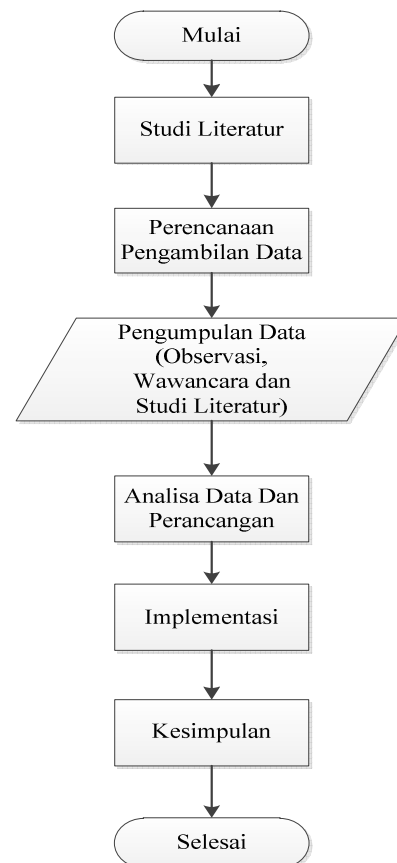 Mulai
Studi Literatur
Perencanaan
Pengambilan Data
Pengumpulan Data
(Observasi,
Wawancara dan
Studi Literatur)
Analisa Data Dan
Perancangan
Implementasi
Kesimpulan
Selesai